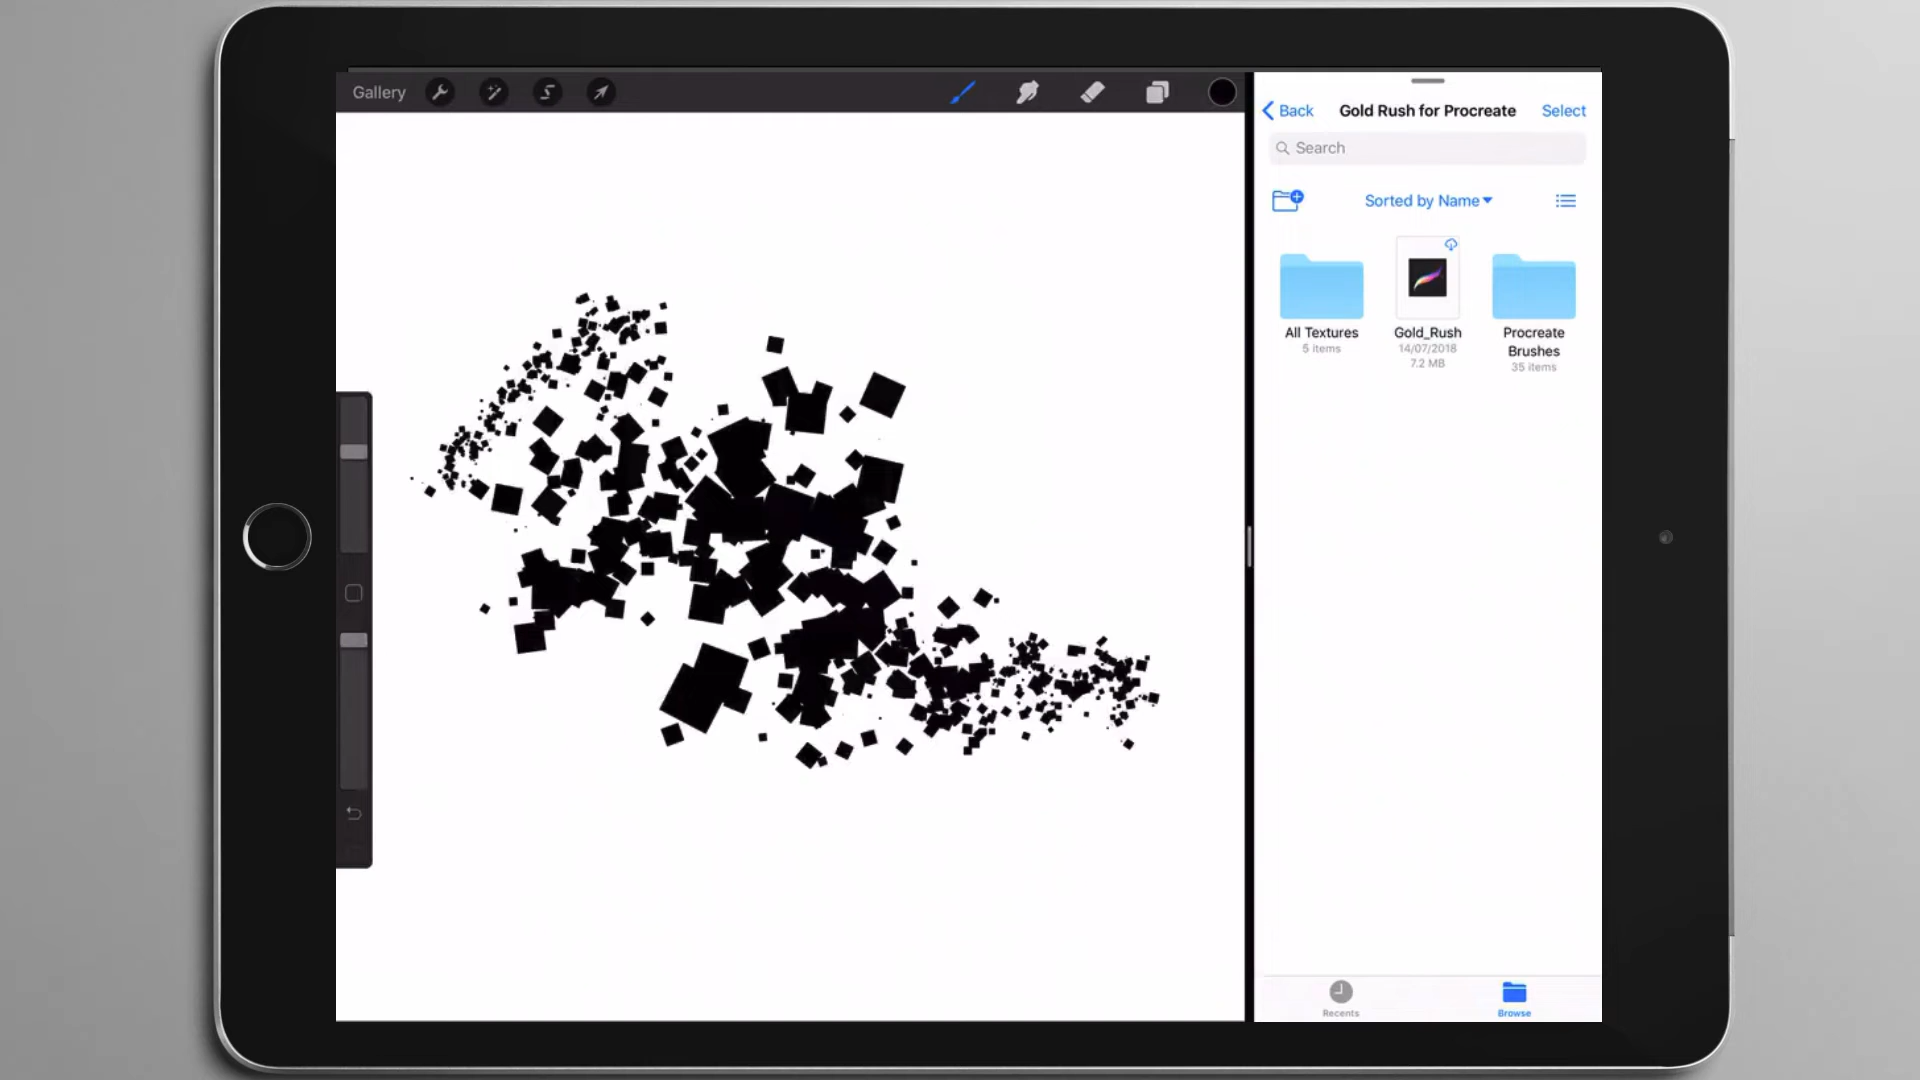 Gallery
Back
Gold Rush for Procreate
Select
Search
Sorted by Name
All Textures
5 items
Gold_Rush
14/07/2018
7.2 MB
Procreate
Brushes
35 items
Recents
Browse